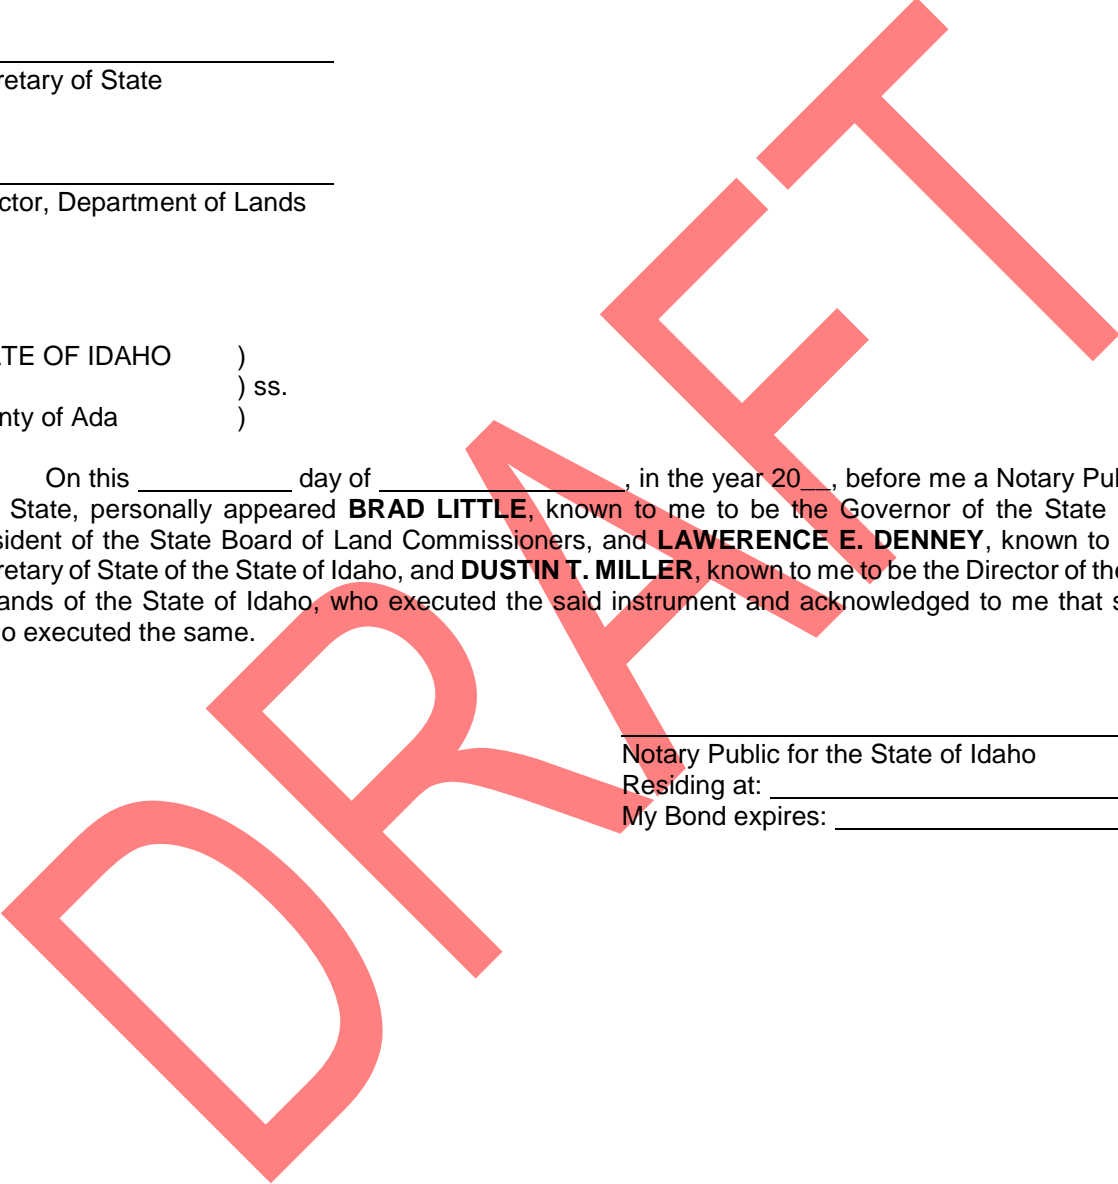 retary of State
ctor, Department of Lands
ATE OF IDAHO )
) ss.
nty of Ada )
On this __________ day of _________________, in the year 20__, before me a Notary Pul
State, personally appeared BRAD LITTLE, known to me to be the Governor of the State
sident of the State Board of Land Commissioners, and LAWERENCE E. DENNEY, known to
retary of State of the State of Idaho, and DUSTIN T. MILLER, known to me to be the Director of the
ands of the State of Idaho, who executed the said instrument and acknowledged to me that s
o executed the same.
Notary Public for the State of Idaho
Residing at: ________________________
My Bond expires: ____________________
DRAFT